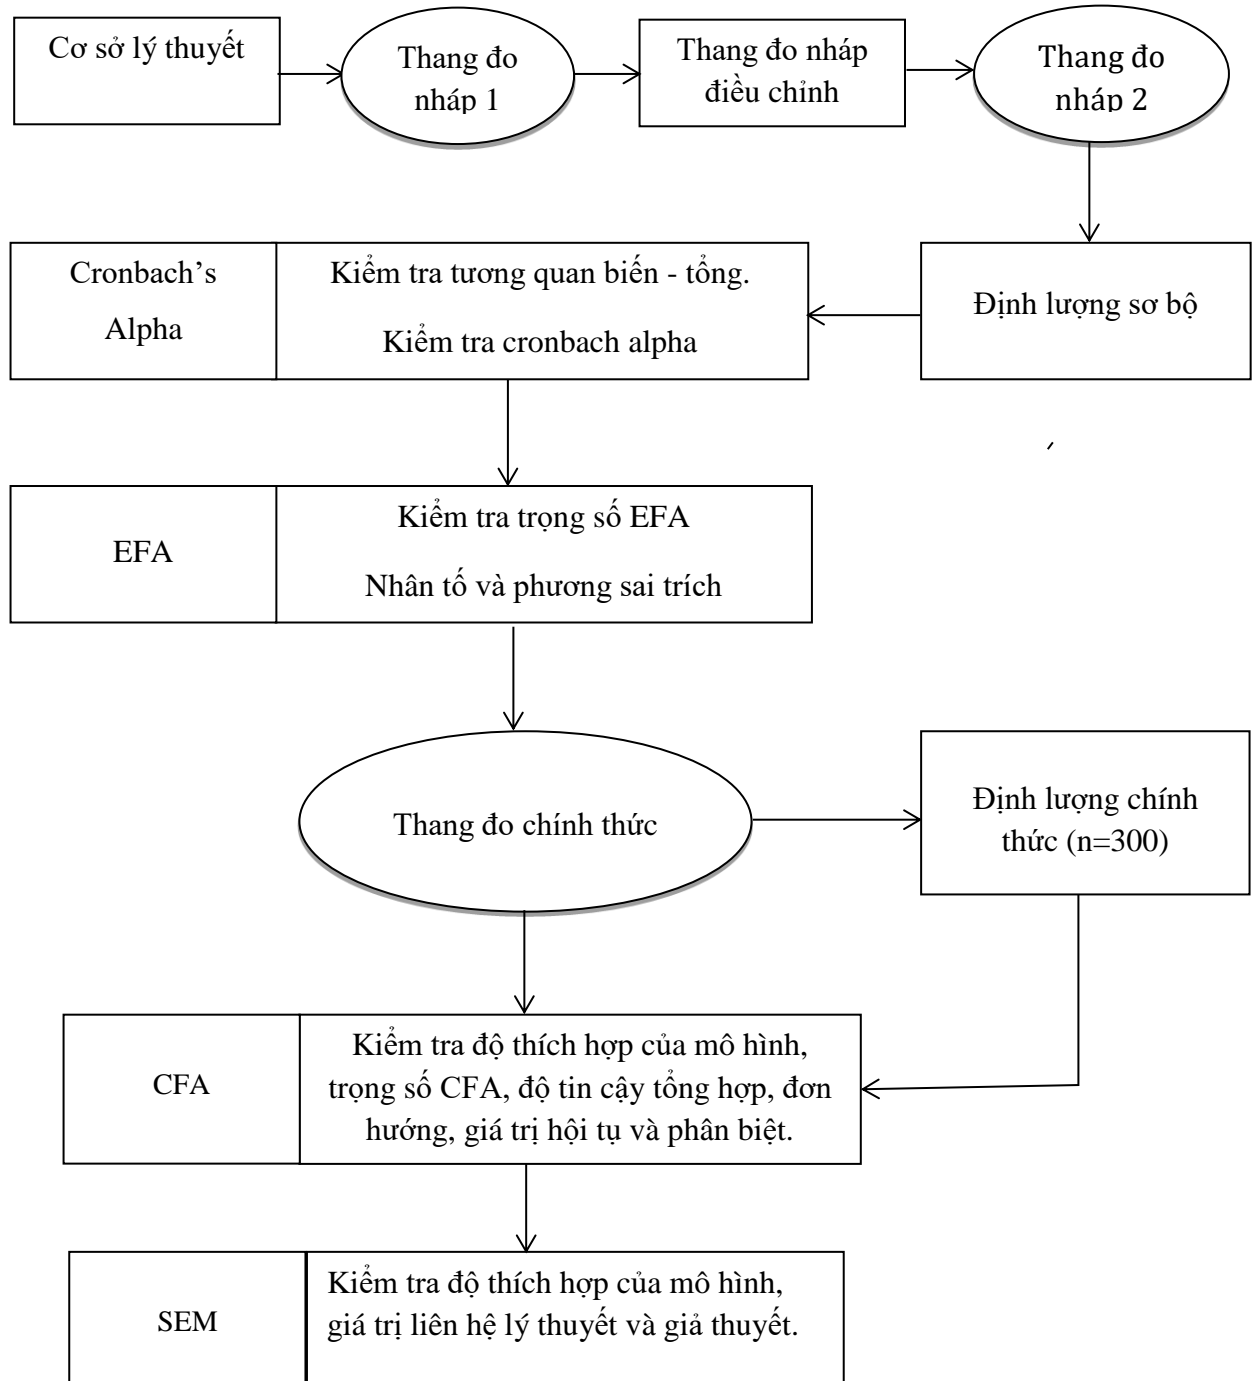 Cơ sở lý thuyết
Thang đo
nháp 1
Thang đo nháp
điều chỉnh
Thang đo
nháp 2
Định lượng sơ bộ
Cronbach’s
Alpha
Kiểm tra tương quan biến - tổng.
Kiểm tra cronbach alpha
EFA
Kiểm tra trọng số EFA
Nhân tố và phương sai trích
Thang đo chính thức
Định lượng chính
thức (n=300)
CFA
Kiểm tra độ thích hợp của mô hình,
trọng số CFA, độ tin cậy tổng hợp, đơn
hướng, giá trị hội tụ và phân biệt.
SEM
Kiểm tra độ thích hợp của mô hình,
giá trị liên hệ lý thuyết và giả thuyết.